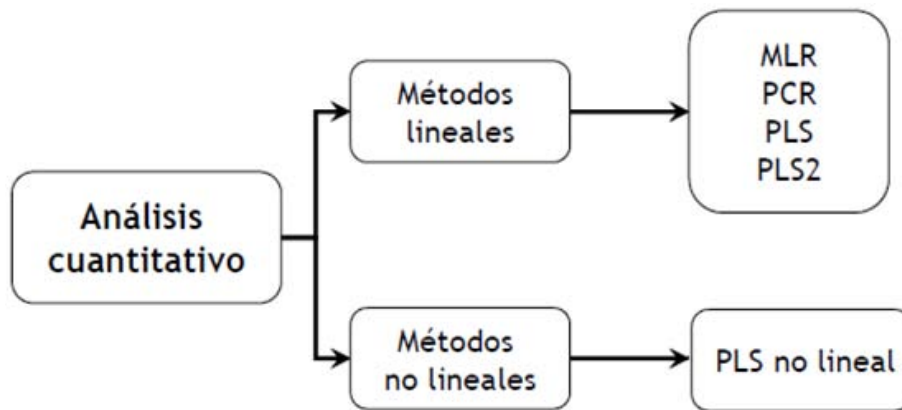 Análisis
cuantitativo
Métodos
lineales
MLR
PCR
PLS
PLS2
Métodos
no lineales
PLS no lineal